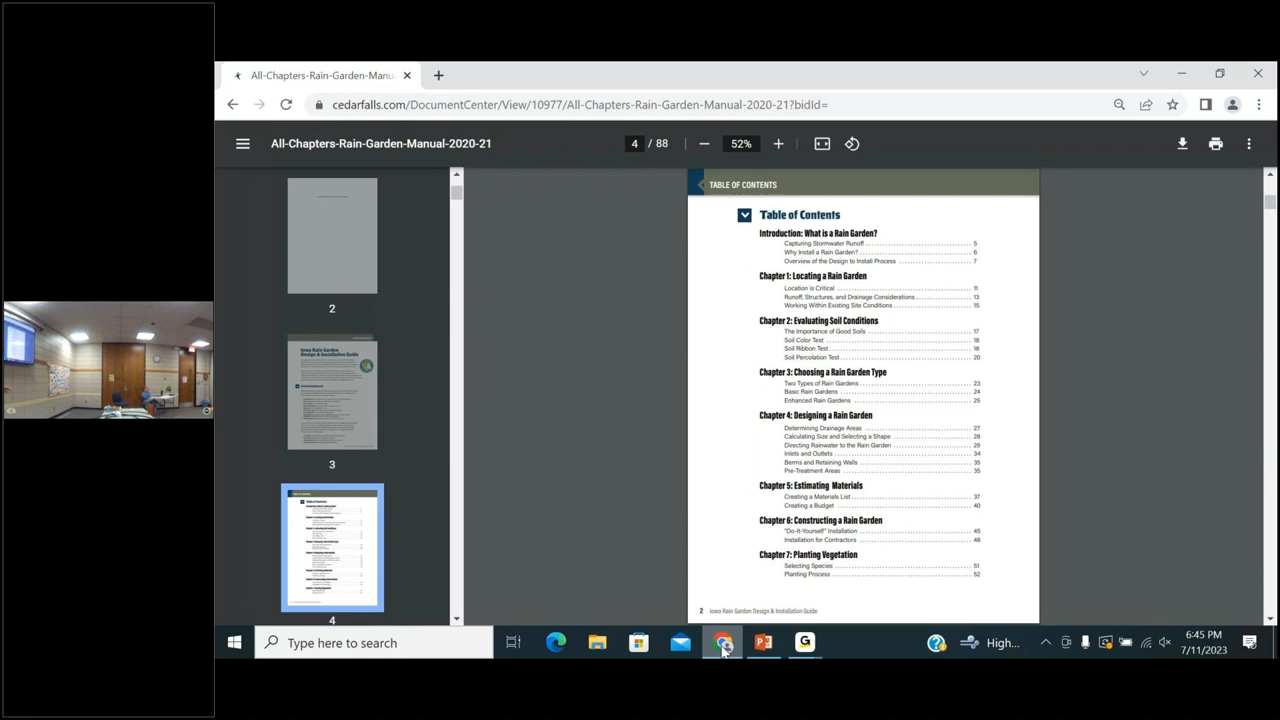 All-Chapters-Rain-Garden-Manu
cedarfalls.com/DocumentCenter/View/10977/All-Chapters-Rain-Garden-Manual-2020-21?bidId=
All-Chapters-Rain-Garden-Manual-2020-21
4 / 88
52%
2
Iowa Rain Garden
Design & Installation Guide
3
4
TABLE OF CONTENTS
Table of Contents
Introduction: What is a Rain Garden?
Capturing Stormwater Runoff 5
Why Install a Rain Garden? 6
Overview of the Design to Install Process 7
Chapter 1: Locating a Rain Garden
Location is Critical 11
Runoff, Structures, and Drainage Considerations 13
Working Within Existing Site Conditions 15
Chapter 2: Evaluating Soil Conditions
The Importance of Good Soils 17
Soil Color Test 18
Soil Ribbon Test 18
Soil Percolation Test 20
Chapter 3: Choosing a Rain Garden Type
Two Types of Rain Gardens 23
Basic Rain Gardens 24
Enhanced Rain Gardens 25
Chapter 4: Designing a Rain Garden
Determining Drainage Areas 27
Calculating Size and Selecting a Shape 28
Directing Rainwater to the Rain Garden 29
Inlets and Outlets 34
Berms and Retaining Walls 35
Pre-Treatment Areas 35
Chapter 5: Estimating Materials
Creating a Materials List 37
Creating a Budget 40
Chapter 6: Constructing a Rain Garden
"Do-It-Yourself" Installation 45
Installation for Contractors 48
Chapter 7: Planting Vegetation
Selecting Species 51
Planting Process 52
2 Iowa Rain Garden Design & Installation Guide
Type here to search
High...
6:45 PM
7/11/2023